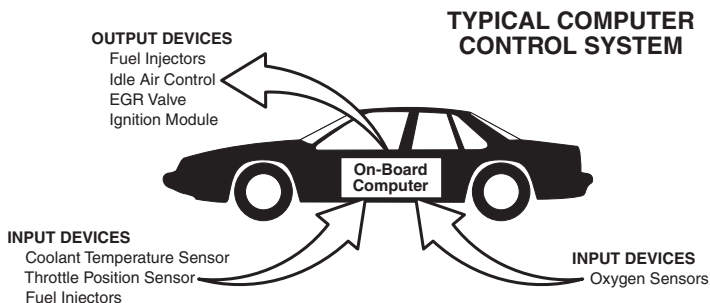 TYPICAL COMPUTER
CONTROL SYSTEM
OUTPUT DEVICES
Fuel Injectors
Idle Air Control
EGR Valve
Ignition Module
On-Board
Computer
INPUT DEVICES
Coolant Temperature Sensor
Throttle Position Sensor
Fuel Injectors
INPUT DEVICES
Oxygen Sensors